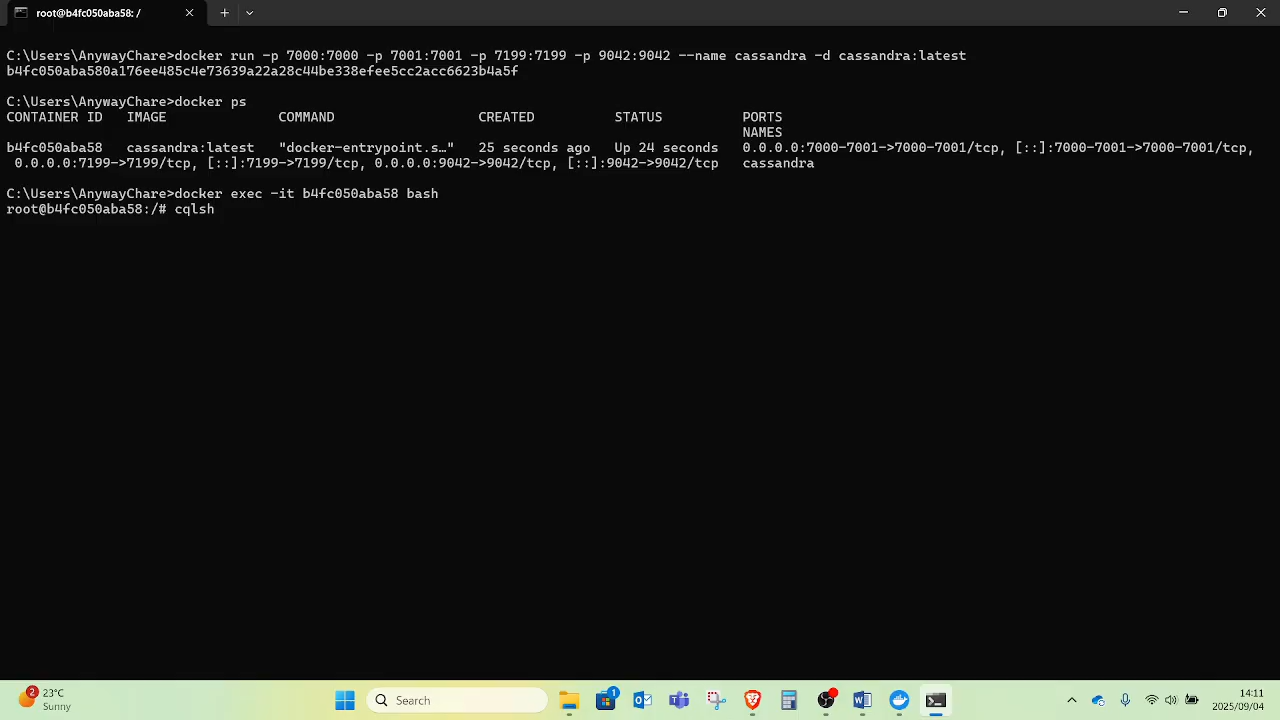 root@b4fc050aba58: /
C:\Users\AnywayChare>docker run -p 7000:7000 -p 7001:7001 -p 7199:7199 -p 9042:9042 --name cassandra -d cassandra:latest
b4fc050aba580a176ee485c4e73639a22a28c44be338efee5cc2acc6623b4a5f
C:\Users\AnywayChare>docker ps
CONTAINER ID   IMAGE              COMMAND                  CREATED          STATUS          PORTS
NAMES
b4fc050aba58   cassandra:latest   "docker-entrypoint.s…"   25 seconds ago   Up 24 seconds   0.0.0.0:7000-7001->7000-7001/tcp, [::]:7000-7001->7000-7001/tcp,
0.0.0.0:7199->7199/tcp, [::]:7199->7199/tcp, 0.0.0.0:9042->9042/tcp, [::]:9042->9042/tcp   cassandra
C:\Users\AnywayChare>docker exec -it b4fc050aba58 bash
root@b4fc050aba58:/# cqlsh
2
23°C
Sunny
Search
1
14:11
2025/09/04